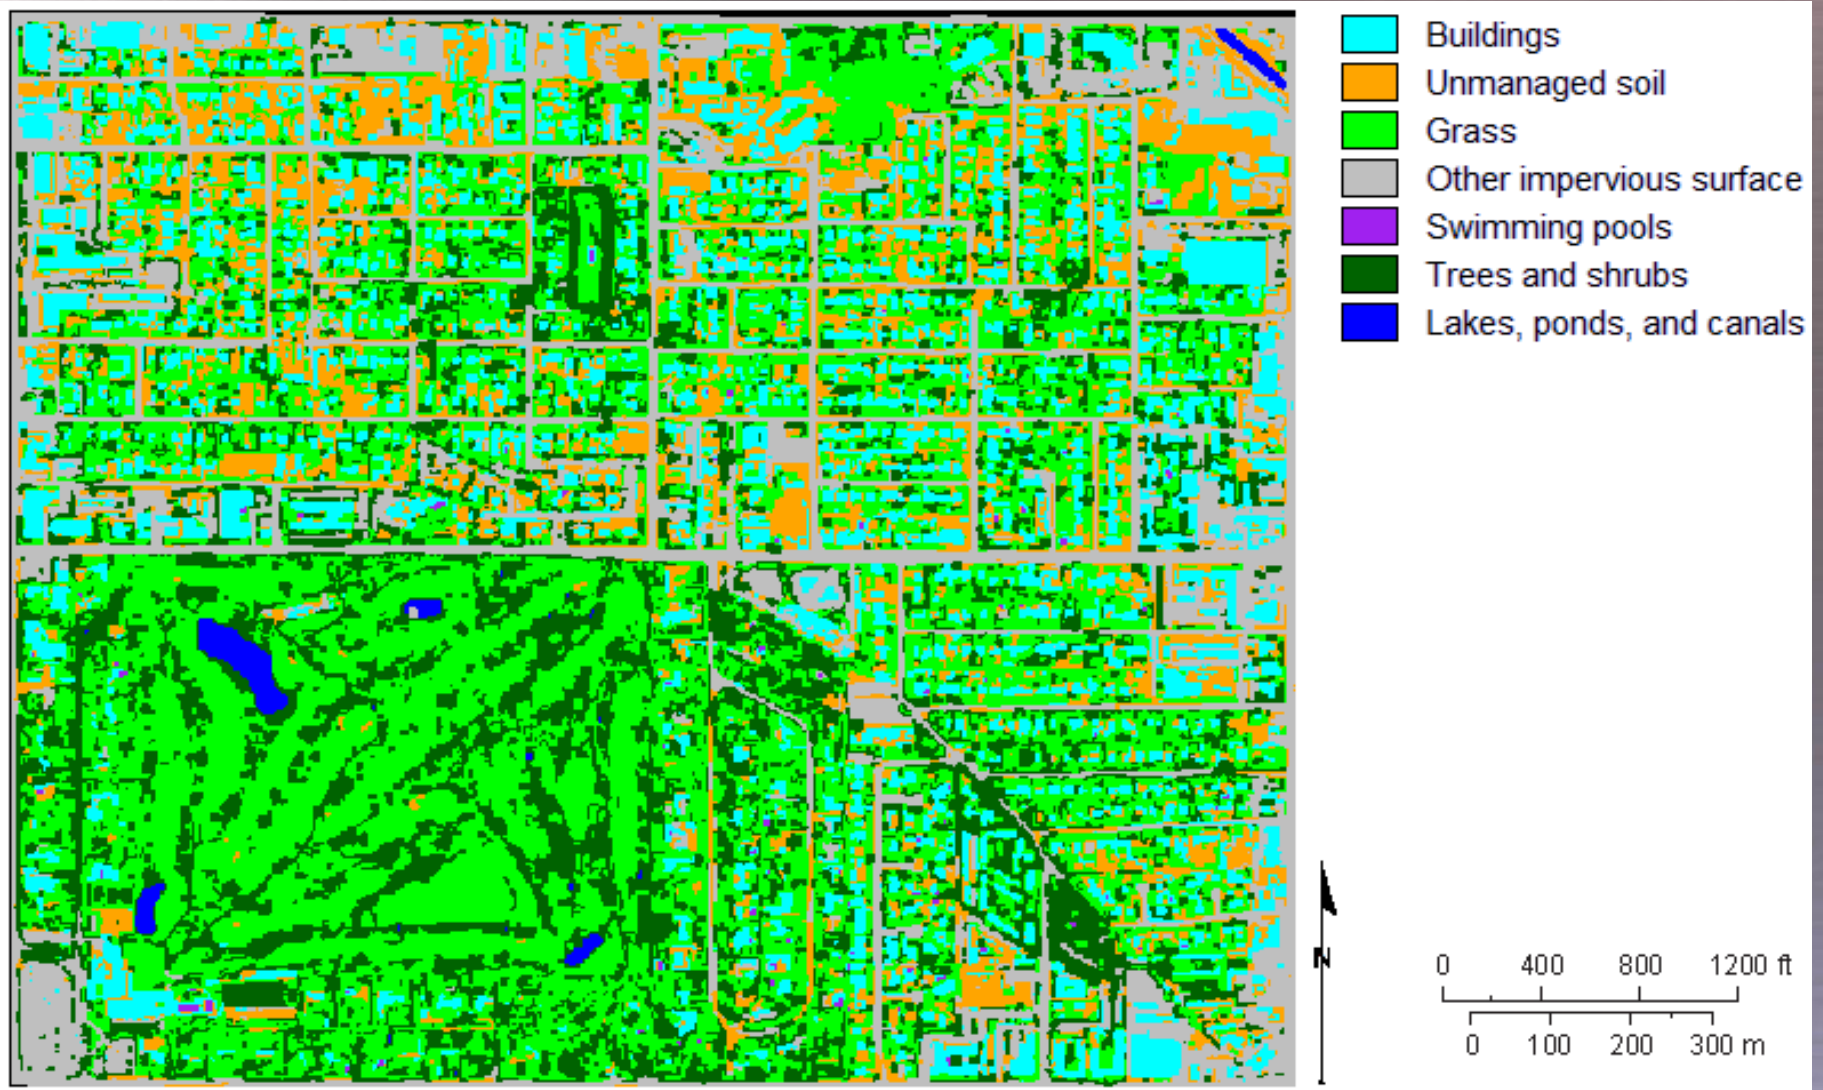 Buildings
Unmanaged soil
Grass
Other impervious surface
Swimming pools
Trees and shrubs
Lakes, ponds, and canals
N
0 400 800 1200 ft
0 100 200 300 m